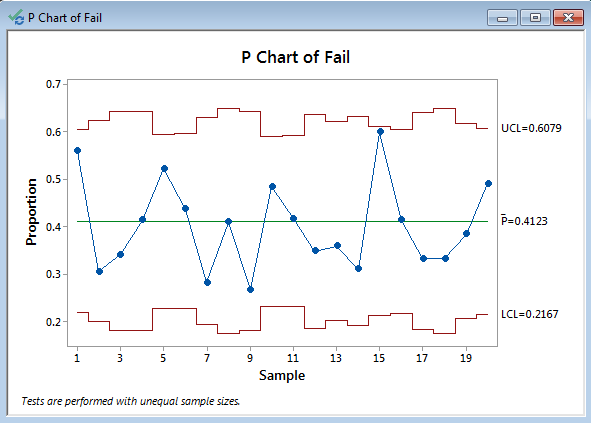 P Chart of Fail
P Chart of Fail
0.7
0.6
0.5
0.4
0.3
0.2
Proportion
UCL=0.6079
P̅=0.4123
LCL=0.2167
1 3 5 7 9 11 13 15 17 19
Sample
Tests are performed with unequal sample sizes.